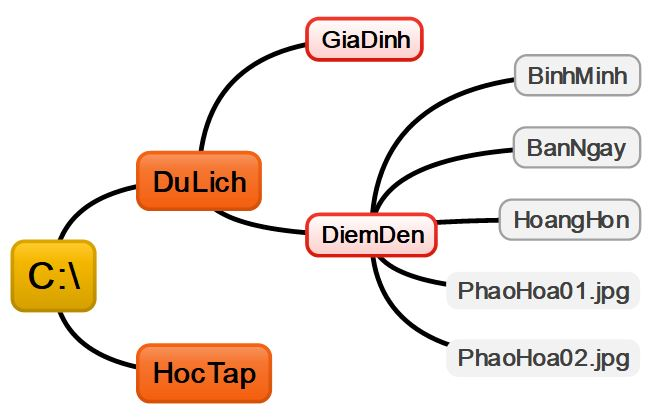 GiaDinh
BinhMinh
BanNgay
DuLich
HoangHon
DiemDen
C:\
PhaoHoa01.jpg
PhaoHoa02.jpg
HocTap